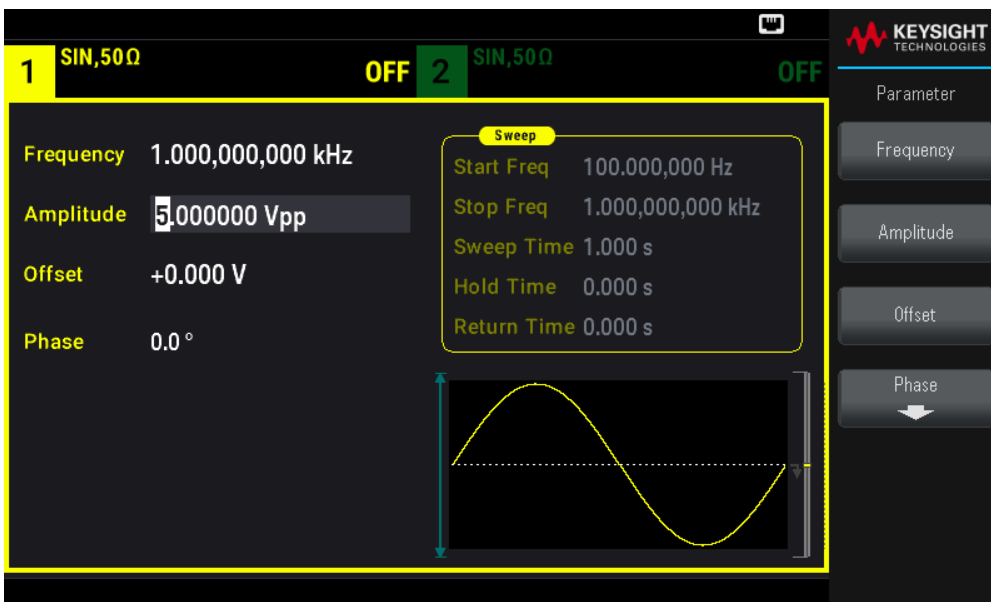 KEYSIGHT
TECHNOLOGIES
1 SIN,50Ω OFF
2 SIN,50Ω OFF
Parameter
Frequency 1.000,000,000 kHz
Amplitude 5.000000 Vpp
Offset +0.000 V
Phase 0.0 °
Sweep
Start Freq 100.000,000 Hz
Stop Freq 1.000,000,000 kHz
Sweep Time 1.000 s
Hold Time 0.000 s
Return Time 0.000 s
Frequency
Amplitude
Offset
Phase